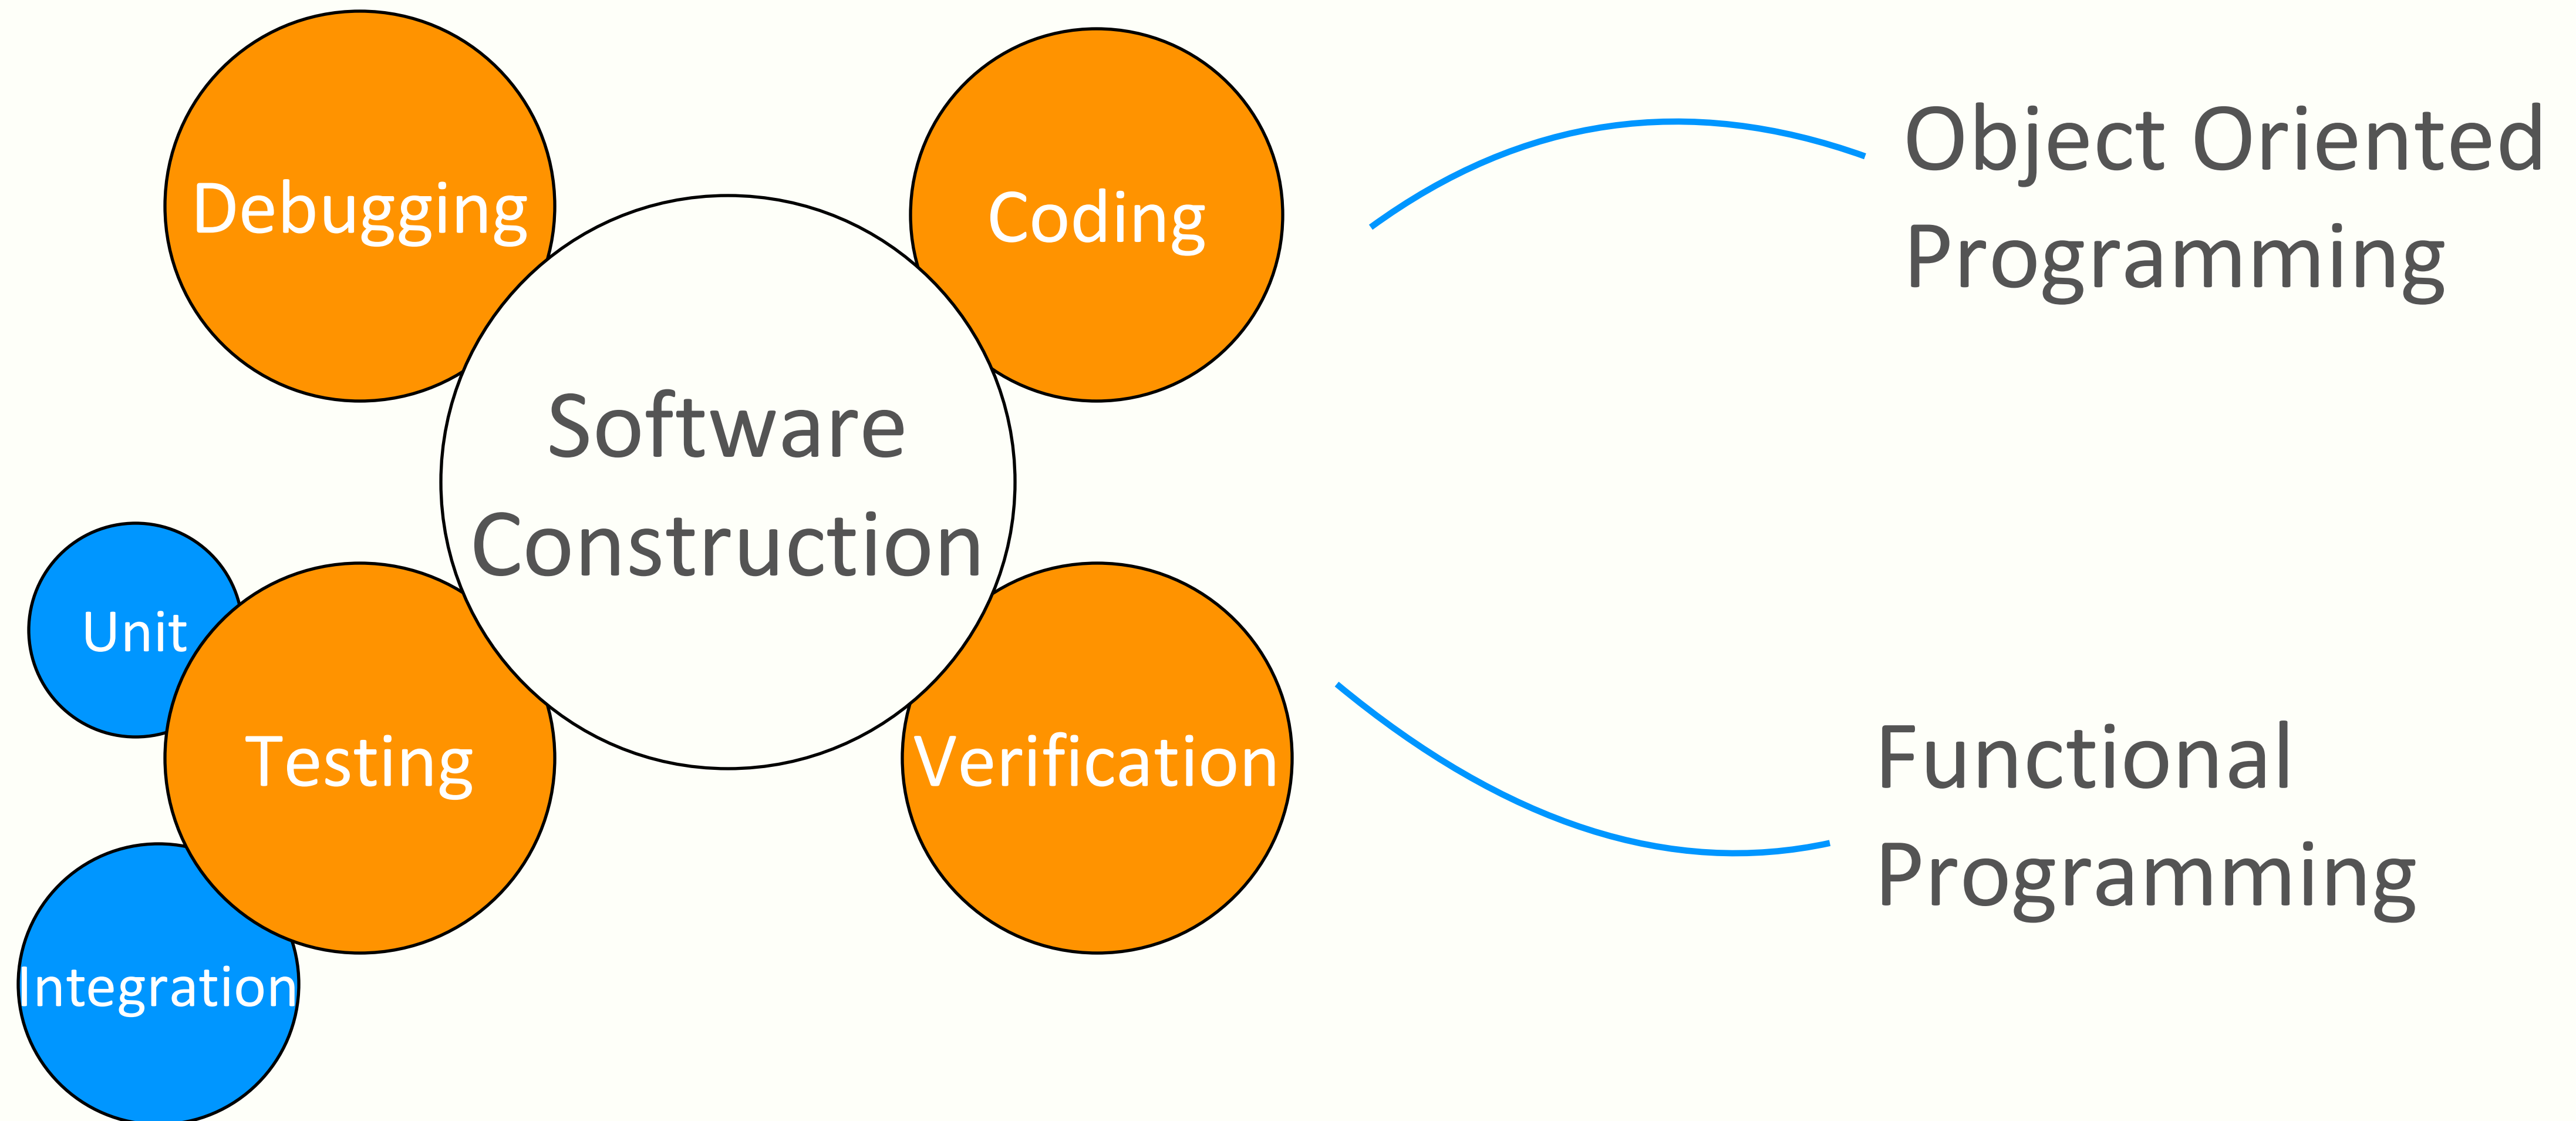 Debugging
Coding
Object Oriented
Programming
Software
Construction
Unit
Testing
Verification
Functional
Programming
Integration